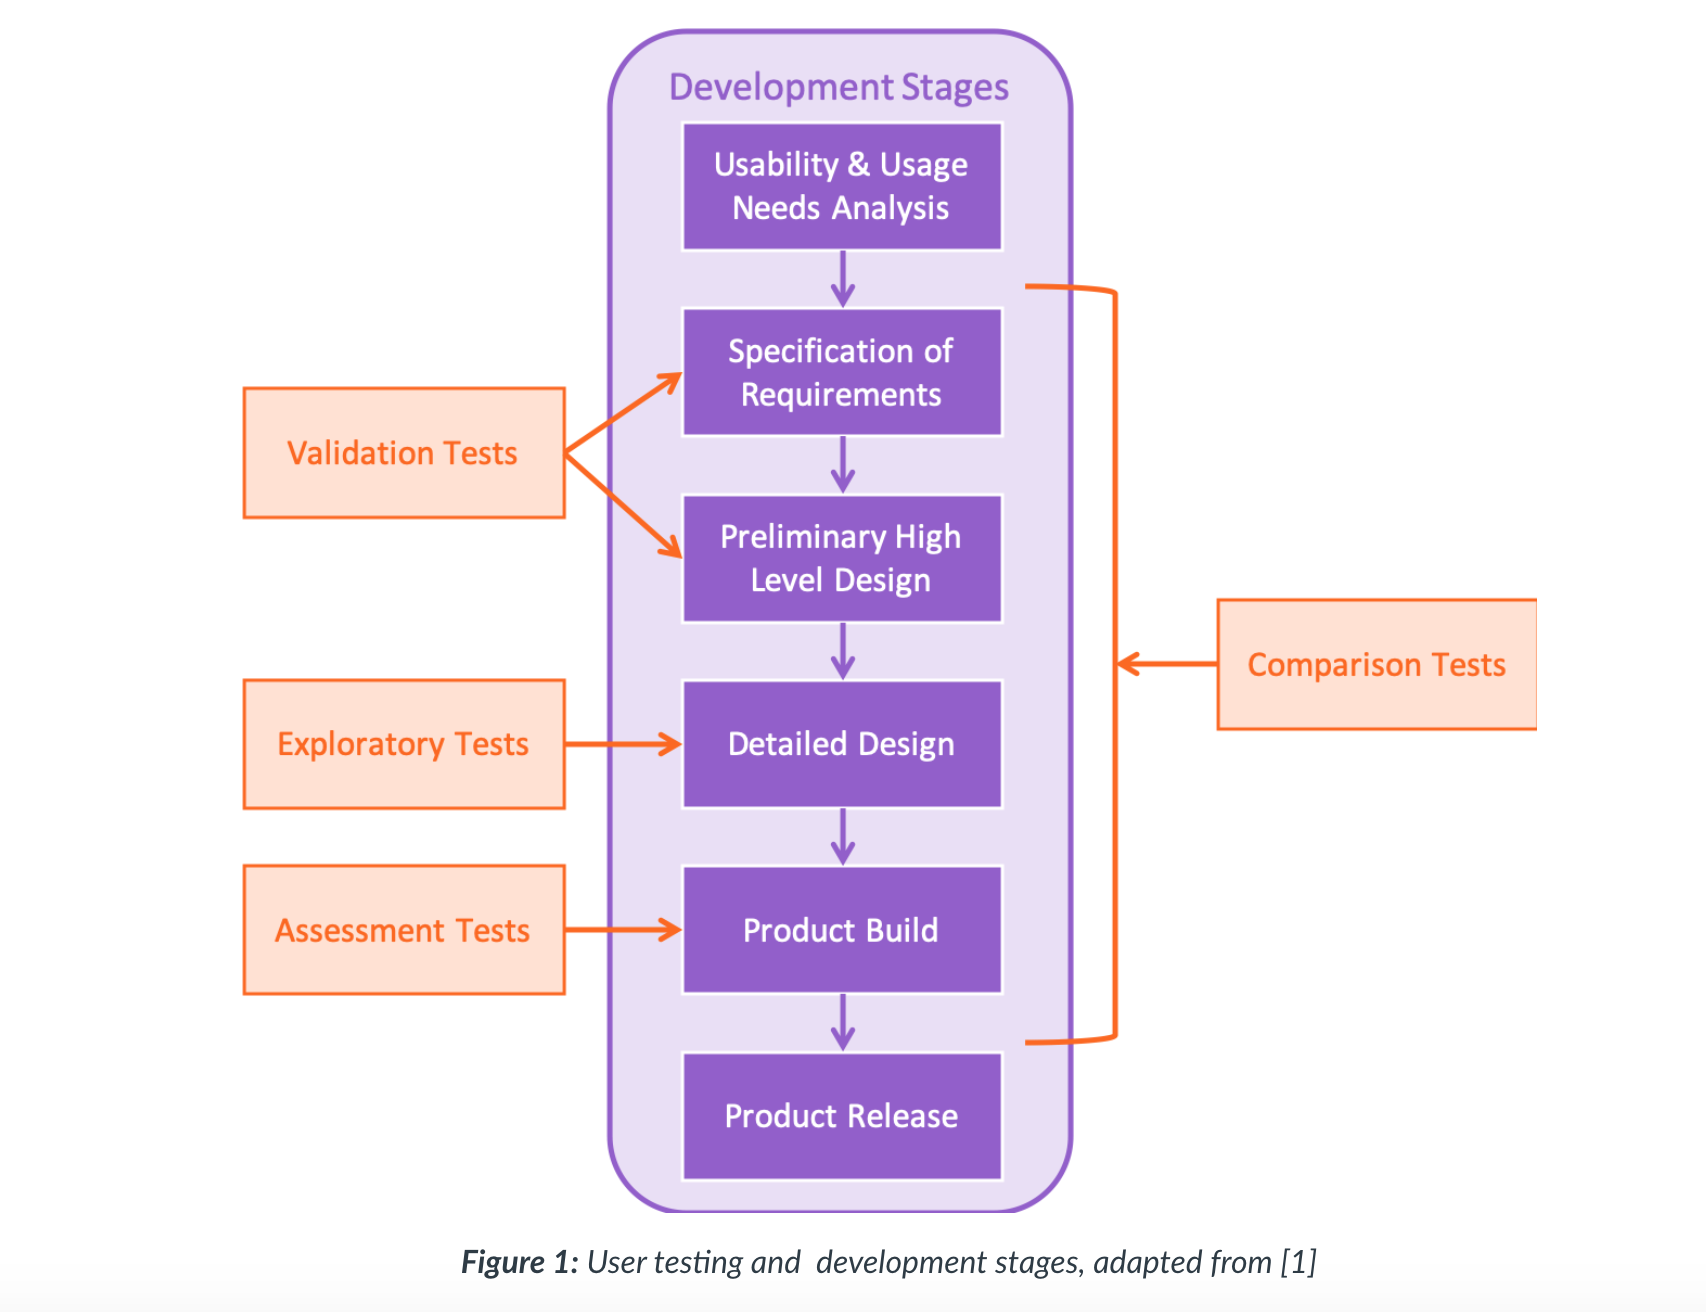 Development Stages
Usability & Usage
Needs Analysis
Specification of
Requirements
Validation Tests
Preliminary High
Level Design
Comparison Tests
Exploratory Tests
Detailed Design
Assessment Tests
Product Build
Product Release
Figure 1: User testing and  development stages, adapted from [1]